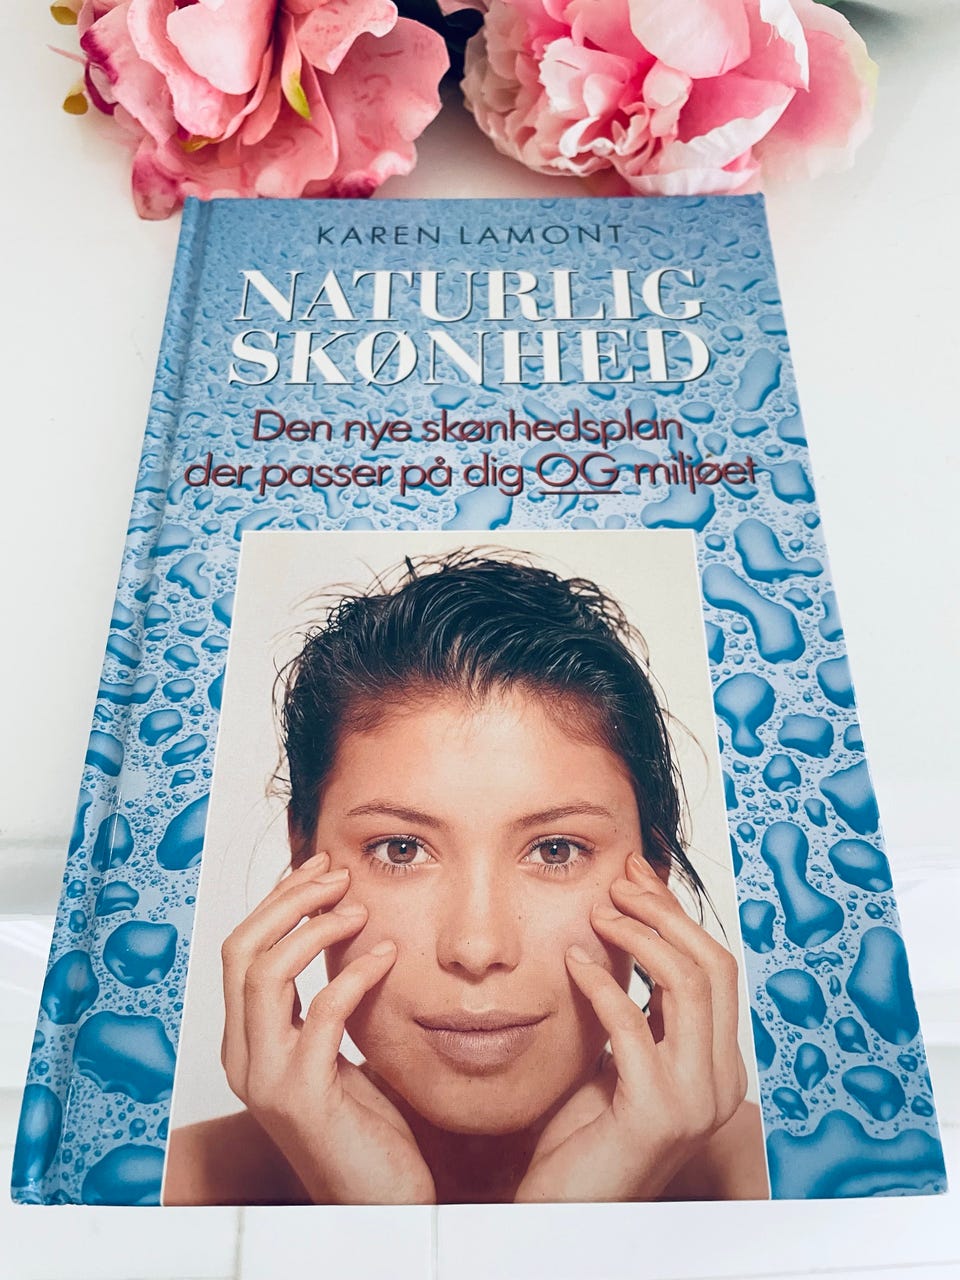 KAREN LAMONT
NATURLIG
SKØNHED
Den nye skønhedsplan
der passer på dig OG miljøet